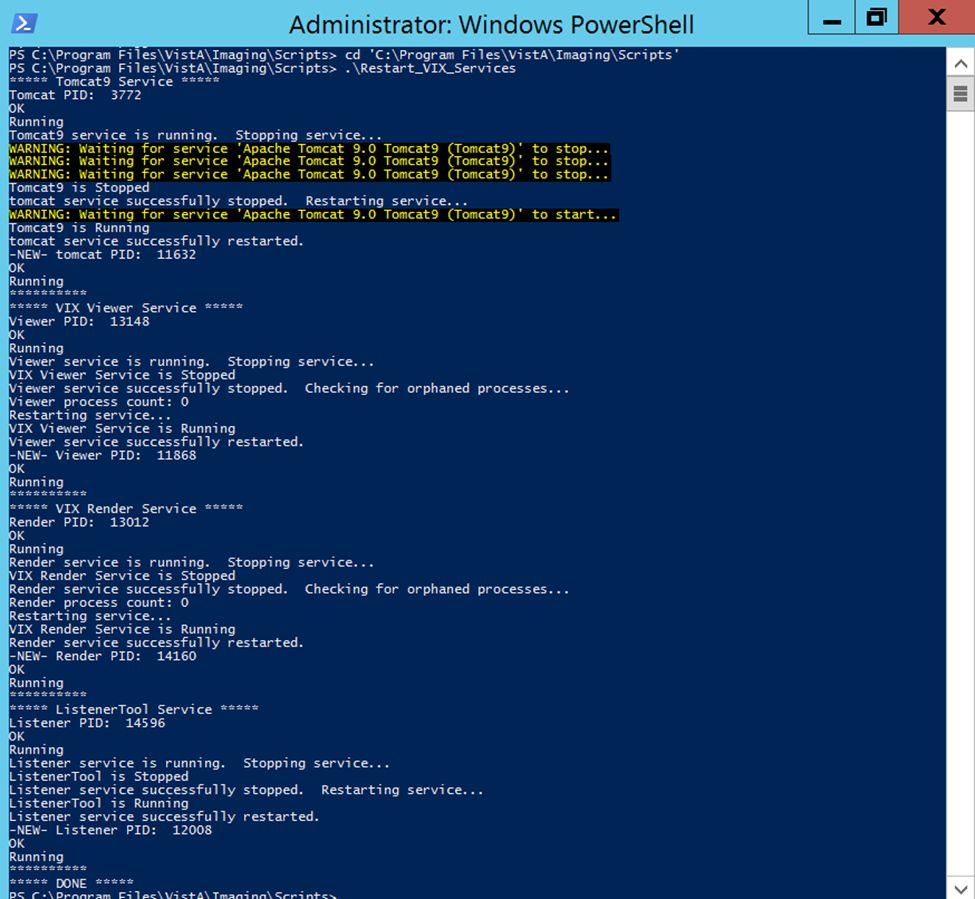 Administrator: Windows PowerShell
PS C:\Program Files\VistA\Imaging\Scripts> cd 'C:\Program Files\VistA\Imaging\Scripts'
PS C:\Program Files\VistA\Imaging\Scripts> .\Restart_VIX_Services
***** Tomcat9 Service *****
Tomcat PID:  3772
OK
Running
Tomcat9 service is running.  Stopping service...
WARNING: Waiting for service 'Apache Tomcat 9.0 Tomcat9 (Tomcat9)' to stop...
WARNING: Waiting for service 'Apache Tomcat 9.0 Tomcat9 (Tomcat9)' to stop...
WARNING: Waiting for service 'Apache Tomcat 9.0 Tomcat9 (Tomcat9)' to stop...
Tomcat9 is Stopped
tomcat service successfully stopped.  Restarting service...
WARNING: Waiting for service 'Apache Tomcat 9.0 Tomcat9 (Tomcat9)' to start...
Tomcat9 is Running
tomcat service successfully restarted.
-NEW- tomcat PID:  11632
OK
Running
**********
***** VIX Viewer Service *****
Viewer PID:  13148
OK
Running
Viewer service is running.  Stopping service...
VIX Viewer Service is Stopped
Viewer service successfully stopped.  Checking for orphaned processes...
Viewer process count: 0
Restarting service...
VIX Viewer Service is Running
Viewer service successfully restarted.
-NEW- Viewer PID:  11868
OK
Running
**********
***** VIX Render Service *****
Render PID:  13012
OK
Running
Render service is running.  Stopping service...
VIX Render Service is Stopped
Render service successfully stopped.  Checking for orphaned processes...
Render process count: 0
Restarting service...
VIX Render Service is Running
Render service successfully restarted.
-NEW- Render PID:  14160
OK
Running
**********
***** ListenerTool Service *****
Listener PID:  14596
OK
Running
Listener service is running.  Stopping service...
ListenerTool is Stopped
Listener service successfully stopped.  Restarting service...
ListenerTool is Running
Listener service successfully restarted.
-NEW- Listener PID:  12008
OK
Running
**********
***** DONE *****
PS C:\Program Files\VistA\Imaging\Scripts>